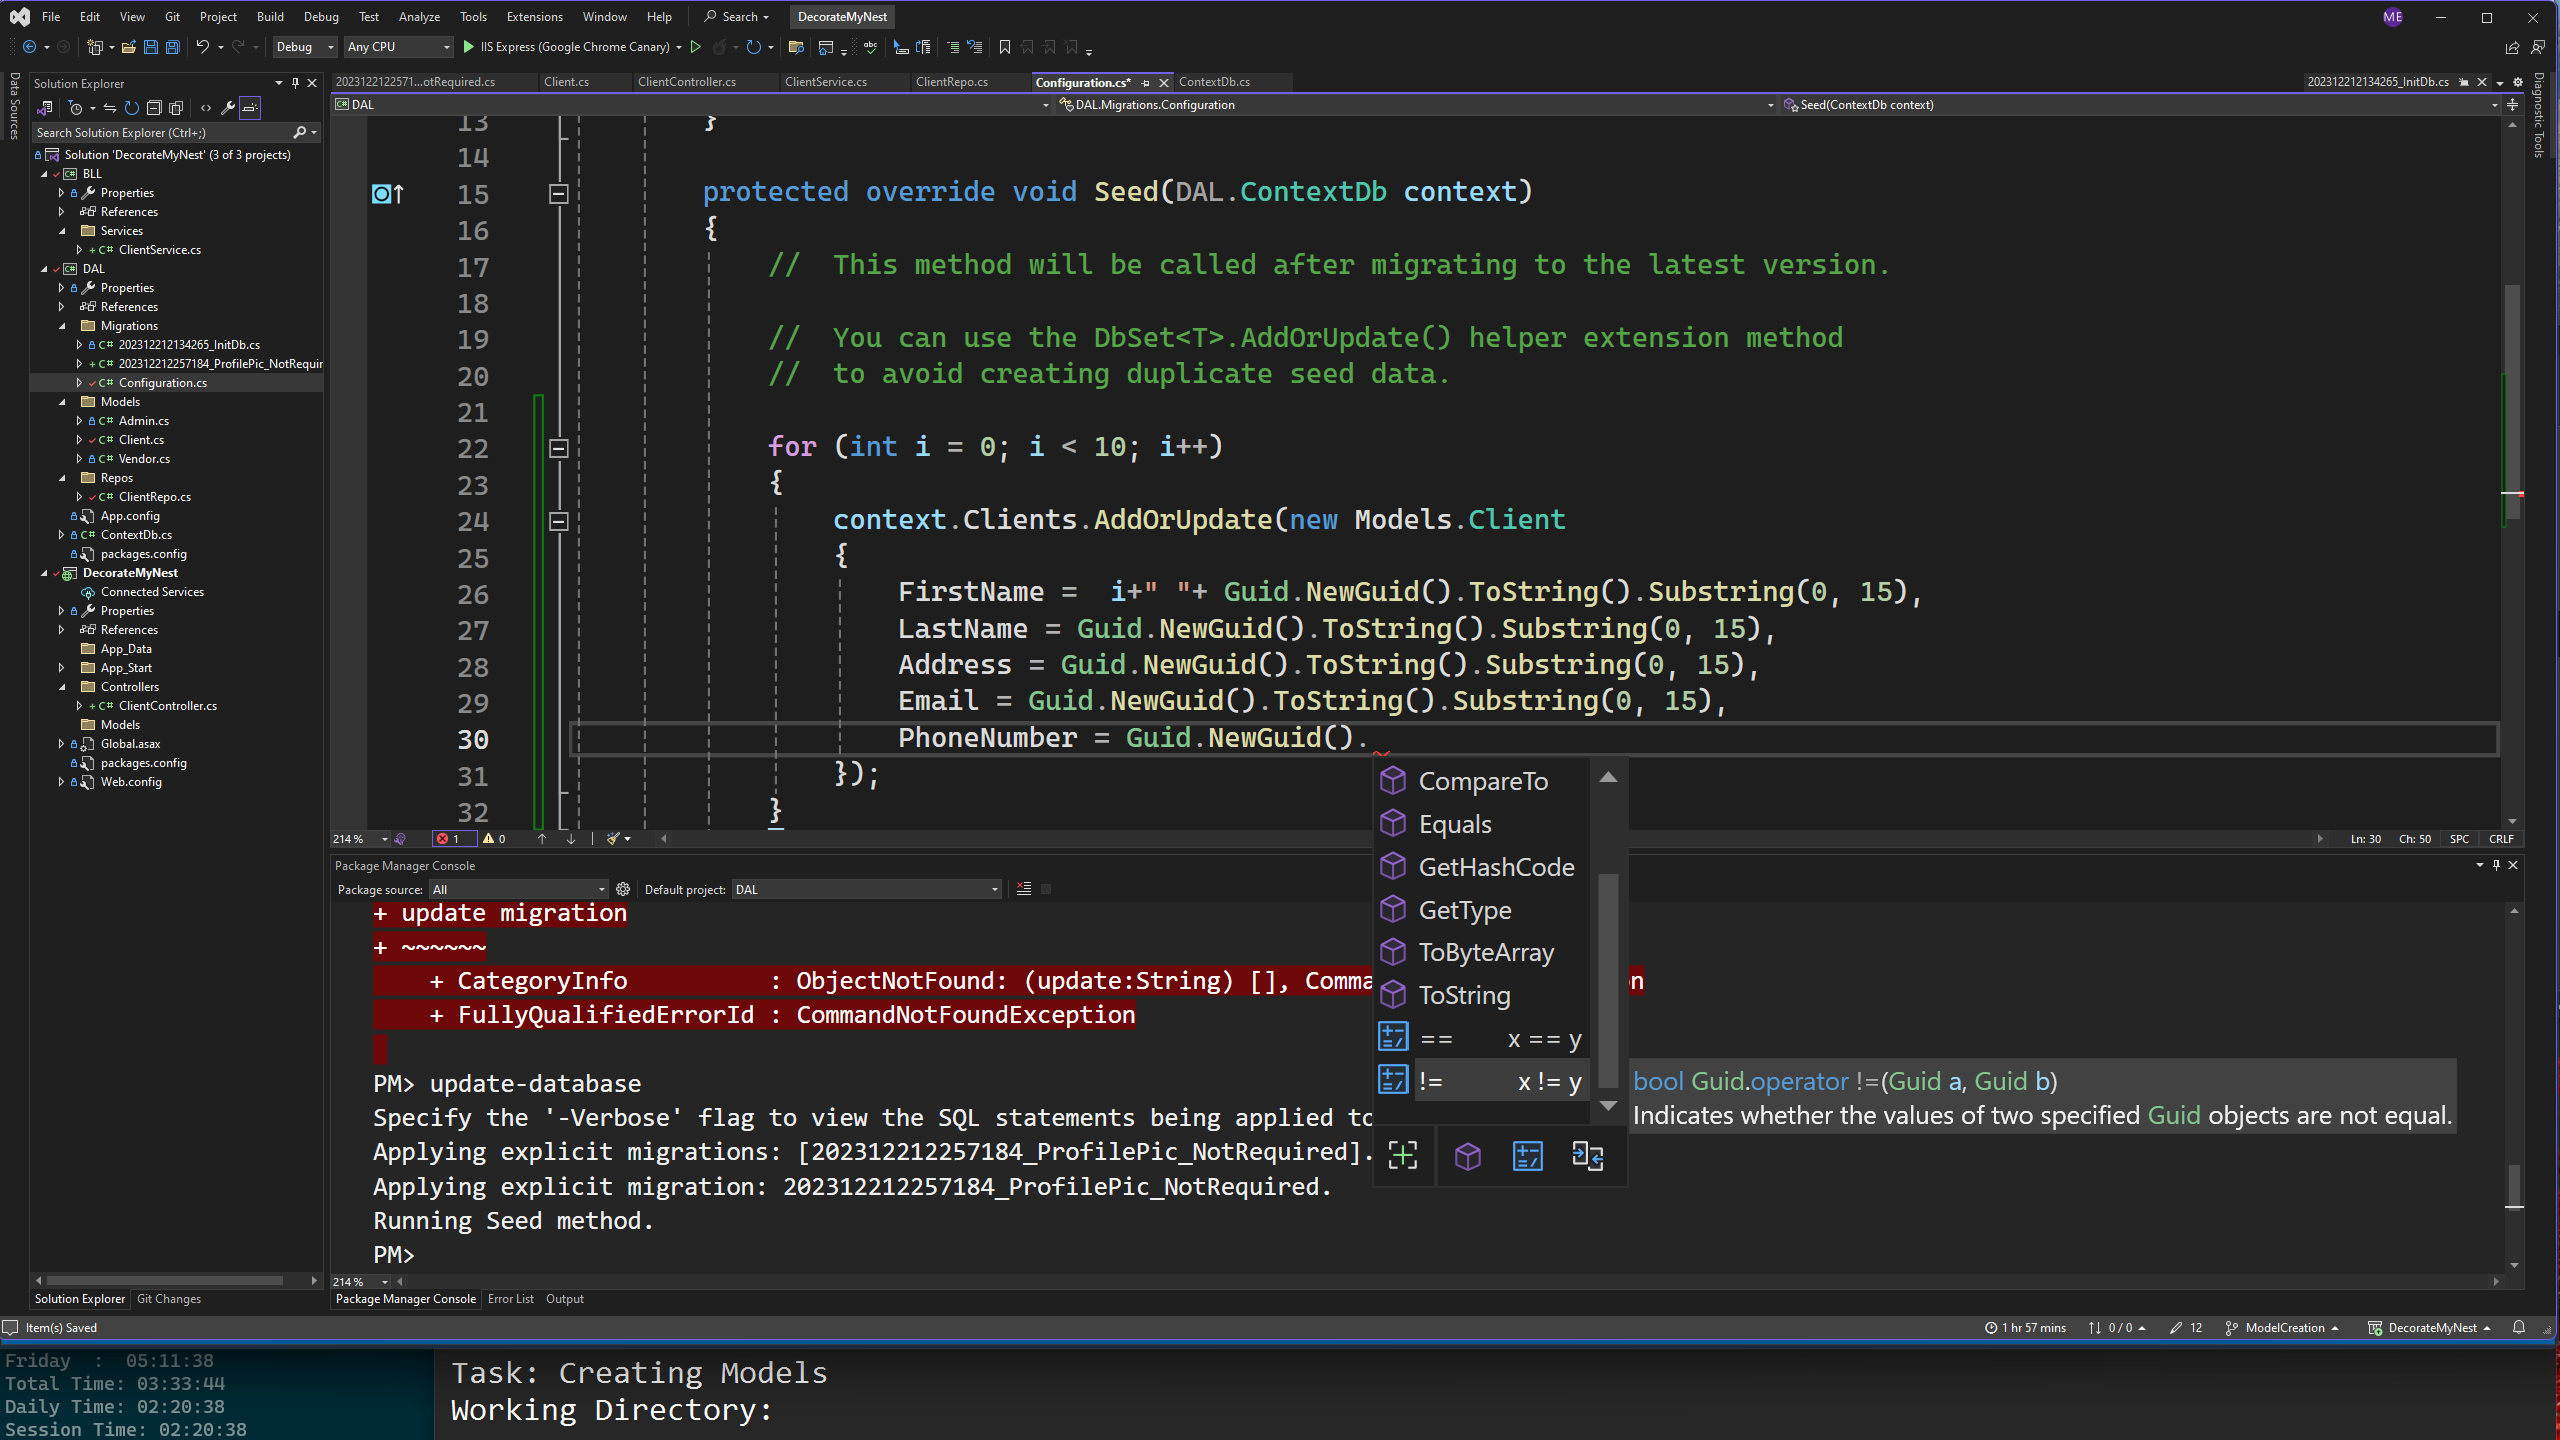 File Edit View Git Project Build Debug Test Analyze Tools Extensions Window Help Search DecorateMyNest ME
Debug Any CPU IIS Express (Google Chrome Canary)
Data Sources
Solution Explorer
Search Solution Explorer (Ctrl+;)
Solution 'DecorateMyNest' (3 of 3 projects)
BLL
Properties
References
Services
ClientService.cs
DAL
Properties
References
Migrations
202312212134265_InitDb.cs
202312212257184_ProfilePic_NotRequir
Configuration.cs
Models
Admin.cs
Client.cs
Vendor.cs
Repos
ClientRepo.cs
App.config
ContextDb.cs
packages.config
DecorateMyNest
Connected Services
Properties
References
App_Data
App_Start
Controllers
ClientController.cs
Models
Global.asax
packages.config
Web.config
Solution Explorer Git Changes
2023122122571...otRequired.cs Client.cs ClientController.cs ClientService.cs ClientRepo.cs Configuration.cs* ContextDb.cs 202312212134265_InitDb.cs
DAL DAL.Migrations.Configuration Seed(ContextDb context)
Diagnostic Tools
13 }
14
15 protected override void Seed(DAL.ContextDb context)
16 {
17 //  This method will be called after migrating to the latest version.
18
19 //  You can use the DbSet<T>.AddOrUpdate() helper extension method
20 //  to avoid creating duplicate seed data.
21
22 for (int i = 0; i < 10; i++)
23 {
24 context.Clients.AddOrUpdate(new Models.Client
25 {
26 FirstName =  i+" "+ Guid.NewGuid().ToString().Substring(0, 15),
27 LastName = Guid.NewGuid().ToString().Substring(0, 15),
28 Address = Guid.NewGuid().ToString().Substring(0, 15),
29 Email = Guid.NewGuid().ToString().Substring(0, 15),
30 PhoneNumber = Guid.NewGuid().
31 });
32 }
CompareTo
Equals
GetHashCode
GetType
ToByteArray
ToString
== x == y
!= x != y
bool Guid.operator !=(Guid a, Guid b)
Indicates whether the values of two specified Guid objects are not equal.
214 % 1 0 Ln: 30 Ch: 50 SPC CRLF
Package Manager Console
Package source: All Default project: DAL
+ update migration
+ ~~~~~~
+ CategoryInfo : ObjectNotFound: (update:String) [], Comma n
+ FullyQualifiedErrorId : CommandNotFoundException
PM> update-database
Specify the '-Verbose' flag to view the SQL statements being applied to
Applying explicit migrations: [202312212257184_ProfilePic_NotRequired].
Applying explicit migration: 202312212257184_ProfilePic_NotRequired.
Running Seed method.
PM>
214 %
Package Manager Console Error List Output
Item(s) Saved 1 hr 57 mins 0 / 0 12 ModelCreation DecorateMyNest
Friday  :  05:11:38
Total Time: 03:33:44
Daily Time: 02:20:38
Session Time: 02:20:38
Task: Creating Models
Working Directory: